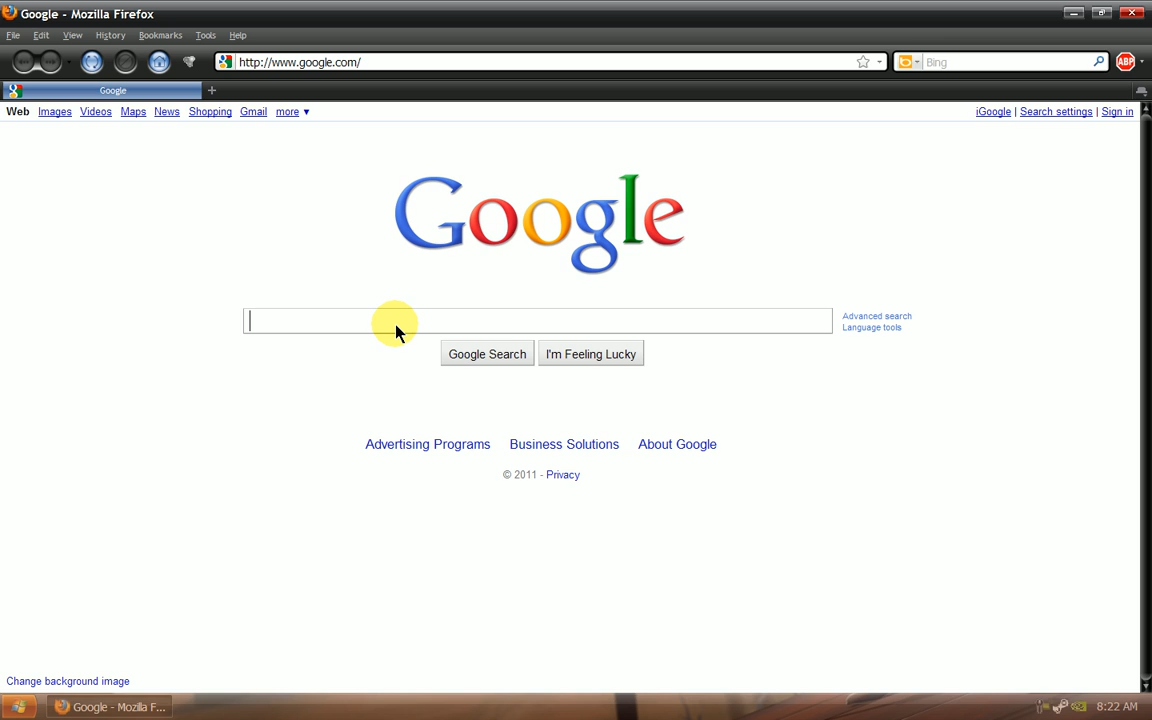 Google - Mozilla Firefox
File Edit View History Bookmarks Tools Help
http://www.google.com/ Bing ABP
Google
Web Images Videos Maps News Shopping Gmail more ▼ iGoogle | Search settings | Sign in
Google
Advanced search
Language tools
Google Search I'm Feeling Lucky
Advertising Programs Business Solutions About Google
© 2011 - Privacy
Change background image
Google - Mozilla F... 8:22 AM